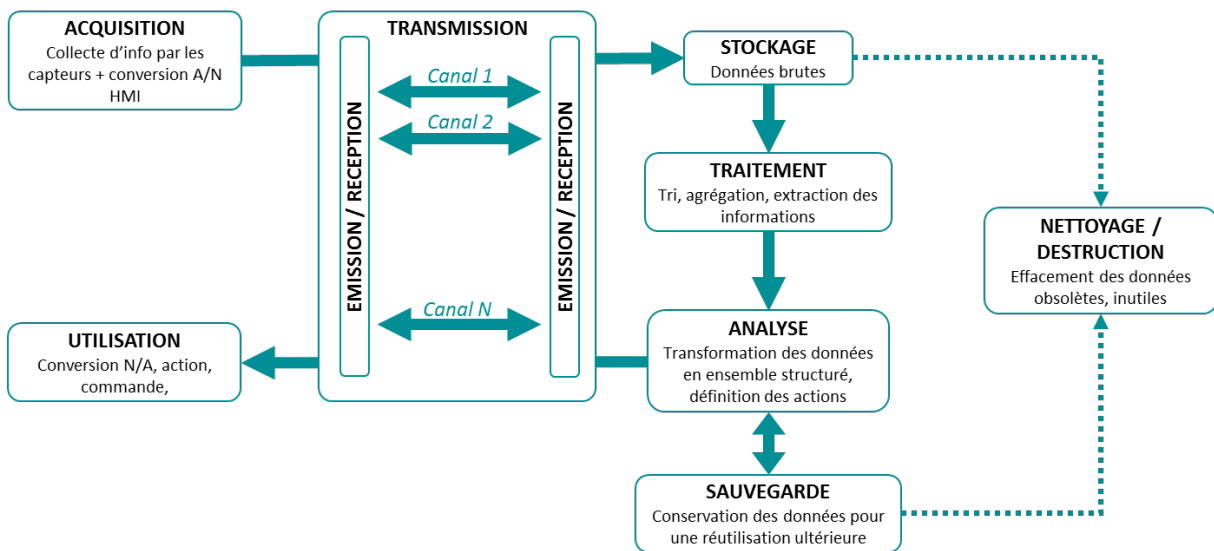 ACQUISITION
Collecte d'info par les
capteurs + conversion A/N
HMI
TRANSMISSION
EMISSION / RECEPTION
Canal 1
Canal 2
Canal N
EMISSION / RECEPTION
STOCKAGE
Données brutes
TRAITEMENT
Tri, agrégation, extraction des
informations
NETTOYAGE /
DESTRUCTION
Effacement des données
obsolètes, inutiles
UTILISATION
Conversion N/A, action,
commande,
ANALYSE
Transformation des données
en ensemble structuré,
définition des actions
SAUVEGARDE
Conservation des données pour
une réutilisation ultérieure